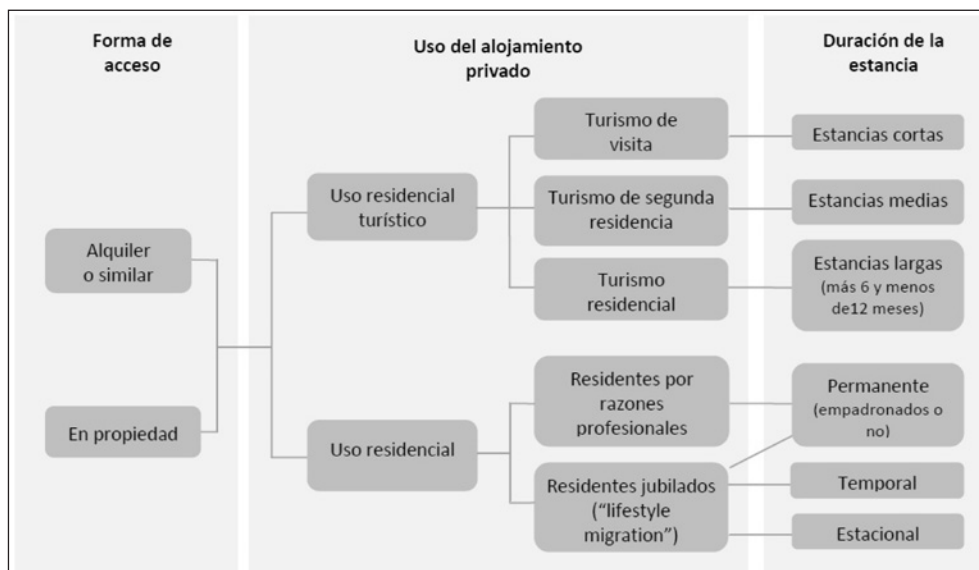 Forma de
acceso
Uso del alojamiento
privado
Duración de la
estancia
Alquiler
o similar
En propiedad
Uso residencial
turístico
Uso residencial
Turismo de
visita
Turismo de segunda
residencia
Turismo
residencial
Residentes por
razones
profesionales
Residentes jubilados
(“lifestyle
migration”)
Estancias cortas
Estancias medias
Estancias largas
(más 6 y menos
de12 meses)
Permanente
(empadronados o
no)
Temporal
Estacional